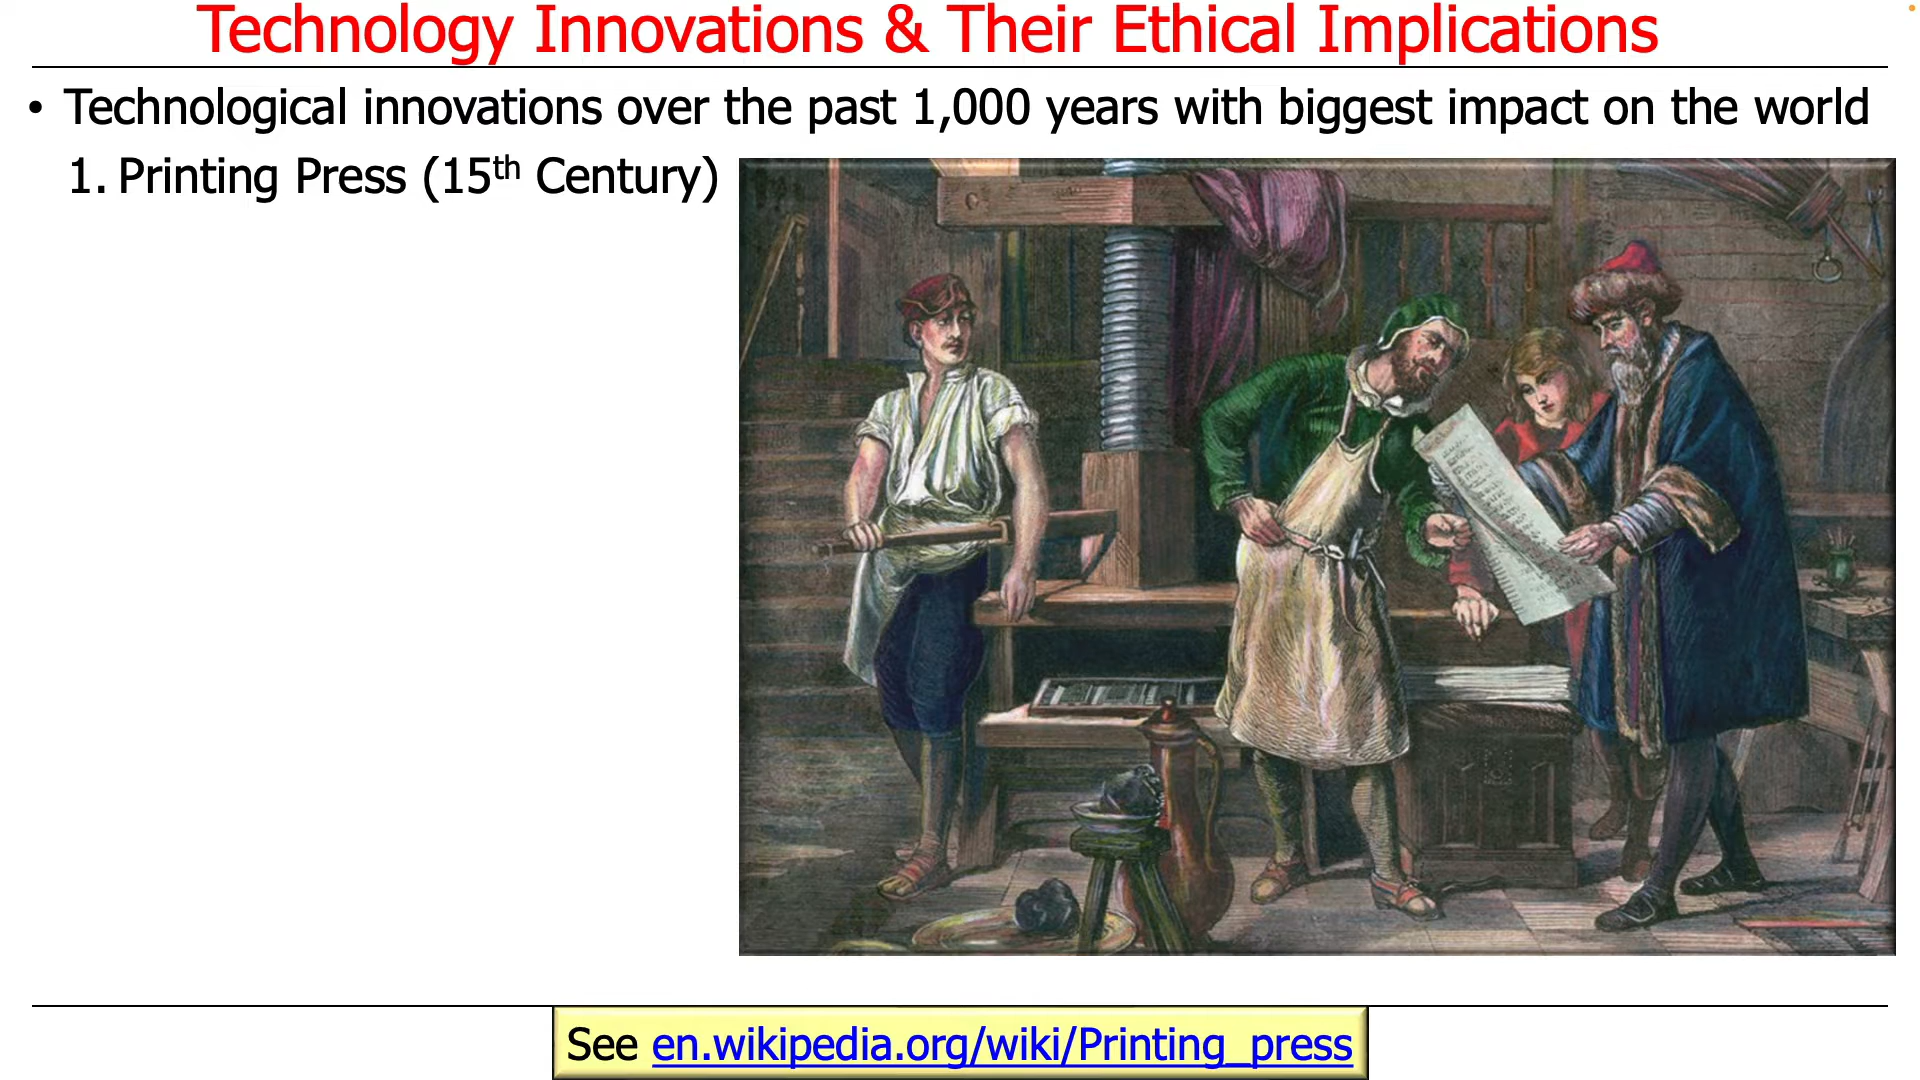 Technology Innovations & Their Ethical Implications
• Technological innovations over the past 1,000 years with biggest impact on the world
1. Printing Press (15th Century)
See en.wikipedia.org/wiki/Printing_press